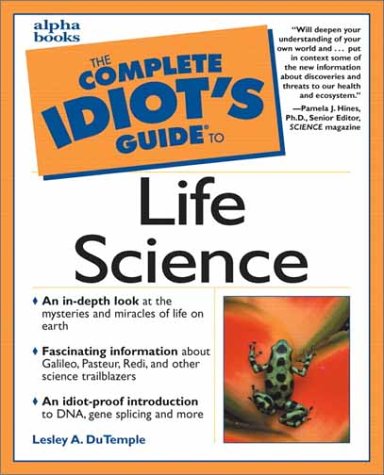 alpha
books
THE
COMPLETE
IDIOT'S
GUIDE® TO
"Will deepen your
understanding of your
own world and ... put
in context some of
the new information
about discoveries and
threats to our health
and ecosystem."
—Pamela J. Hines,
Ph.D., Senior Editor,
SCIENCE magazine
Life
Science
♦ An in-depth look at the
mysteries and miracles of life on
earth
♦ Fascinating information about
Galileo, Pasteur, Redi, and other
science trailblazers
♦ An idiot-proof introduction
to DNA, gene splicing and more
Lesley A. DuTemple